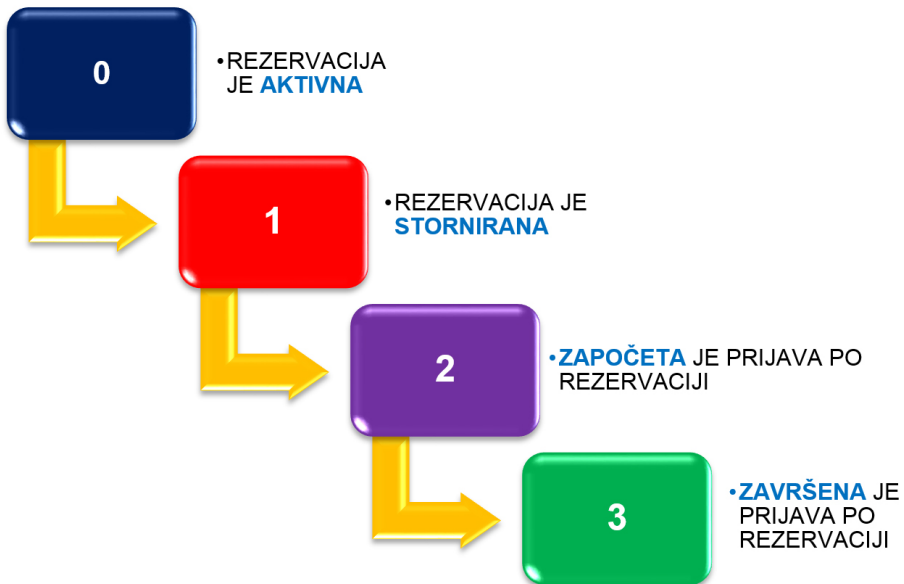 0
•REZERVACIJA
JE AKTIVNA
1
•REZERVACIJA JE
STORNIRANA
2
•ZAPOČETA JE PRIJAVA PO
REZERVACIJI
3
•ZAVRŠENA JE
PRIJAVA PO
REZERVACIJI